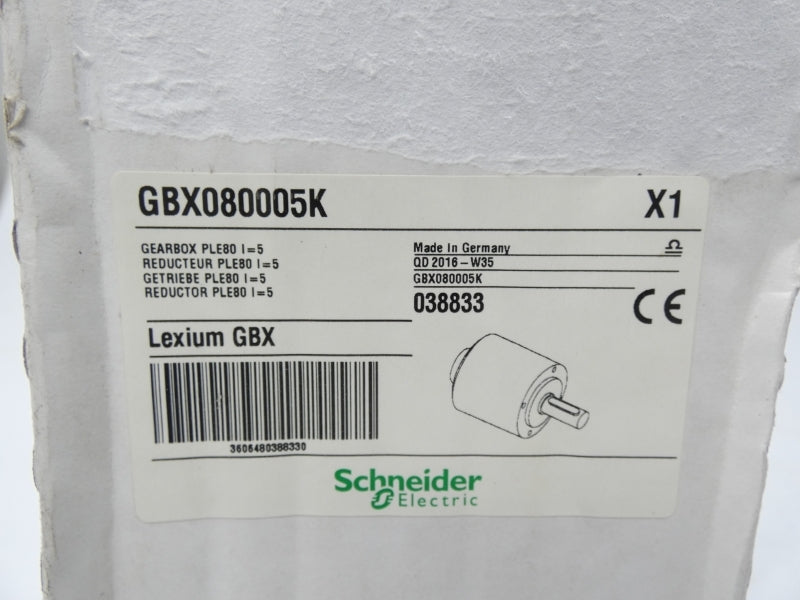 GBX080005K X1
GEARBOX PLE80 I=5
REDUCTEUR PLE80 I=5
GETRIEBE PLE80 I=5
REDUCTOR PLE80 I=5
Made In Germany
QD 2016-W35
GBX080005K
038833
CE
Lexium GBX
3606480388330
Schneider
Electric